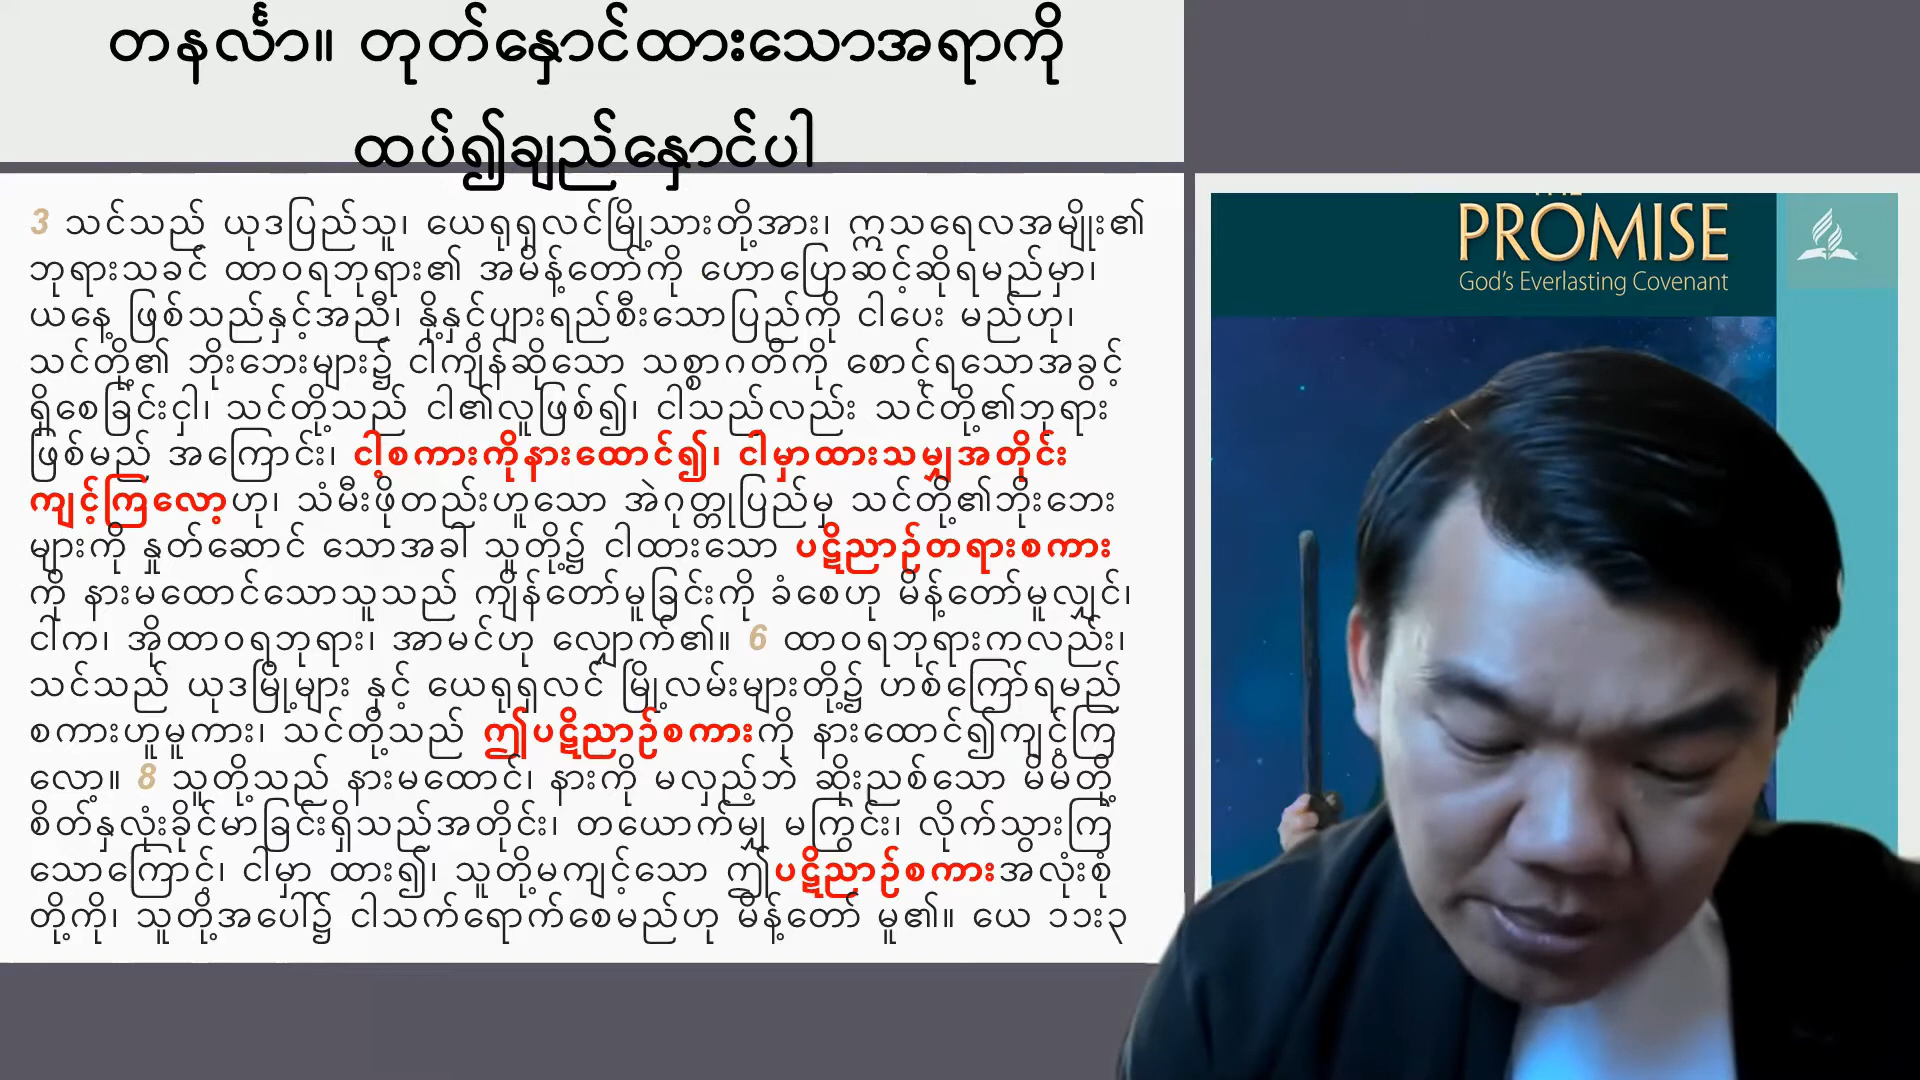 တနင်္လာ။ တုတ်နှောင်ထားသောအရာကို
ထပ်၍ချည်နှောင်ပါ
3 သင်သည် ယုဒပြည်သူ၊ ယေရုရှလင်မြို့သားတို့အား၊ ဣသရေလအမျိုး၏
ဘုရားသခင် ထာဝရဘုရား၏ အမိန့်တော်ကို ဟောပြောဆင့်ဆိုရမည်မှာ၊
ယနေ့ ဖြစ်သည်နှင့်အညီ၊ နို့နှင့်ပျားရည်စီးသောပြည်ကို ငါပေး မည်ဟု၊
သင်တို့၏ ဘိုးဘေးများ၌ ငါကျိန်ဆိုသော သစ္စာဂတိကို စောင့်ရသောအခွင့်
ရှိစေခြင်းငှါ၊ သင်တို့သည် ငါ၏လူဖြစ်၍၊ ငါသည်လည်း သင်တို့၏ဘုရား
ဖြစ်မည် အကြောင်း၊ ငါ့စကားကိုနားထောင်၍၊ ငါမှာထားသမျှအတိုင်း
ကျင့်ကြလော့ဟု၊ သံမီးဖိုတည်းဟူသော အဲဂုတ္တုပြည်မှ သင်တို့၏ဘိုးဘေး
များကို နှုတ်ဆောင် သောအခါ သူတို့၌ ငါထားသော ပဋိညာဉ်တရားစကား
ကို နားမထောင်သောသူသည် ကျိန်တော်မူခြင်းကို ခံစေဟု မိန့်တော်မူလျှင်၊
ငါက၊ အိုထာဝရဘုရား၊ အာမင်ဟု လျှောက်၏။ 6 ထာဝရဘုရားကလည်း၊
သင်သည် ယုဒမြို့များ နှင့် ယေရုရှလင် မြို့လမ်းများတို့၌ ဟစ်ကြော်ရမည်
စကားဟူမူကား၊ သင်တို့သည် ဤပဋိညာဉ်စကားကို နားထောင်၍ကျင့်ကြ
လော့။ 8 သူတို့သည် နားမထောင်၊ နားကို မလှည့်ဘဲ ဆိုးညစ်သော မိမိတို့
စိတ်နှလုံးခိုင်မာခြင်းရှိသည်အတိုင်း၊ တယောက်မျှ မကြွင်း၊ လိုက်သွားကြ
သောကြောင့်၊ ငါမှာ ထား၍၊ သူတို့မကျင့်သော ဤပဋိညာဉ်စကားအလုံးစုံ
တို့ကို၊ သူတို့အပေါ်၌ ငါသက်ရောက်စေမည်ဟု မိန့်တော် မူ၏။ ယေ ၁၁း၃
PROMISE
God's Everlasting Covenant